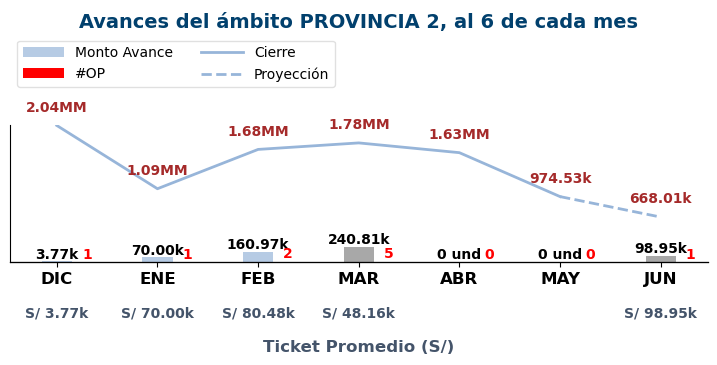 Avances del ámbito PROVINCIA 2, al 6 de cada mes
Monto Avance
#OP
Cierre
Proyección
2.04MM
1.09MM
1.68MM
1.78MM
1.63MM
974.53k
668.01k
3.77k 1
70.00k 1
160.97k 2
240.81k 5
0 und 0
0 und 0
98.95k 1
DIC ENE FEB MAR ABR MAY JUN
S/ 3.77k S/ 70.00k S/ 80.48k S/ 48.16k S/ 98.95k
Ticket Promedio (S/)